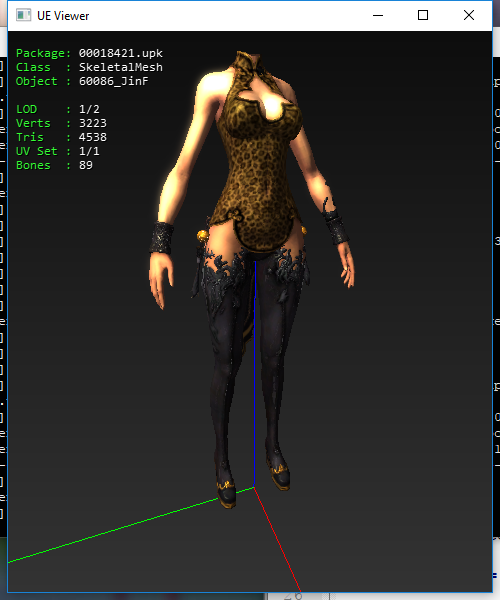 UE Viewer
Package: 00018421.upk
Class : SkeletalMesh
Object : 60086_JinF
LOD : 1/2
Verts : 3223
Tris : 4538
UV Set : 1/1
Bones : 89